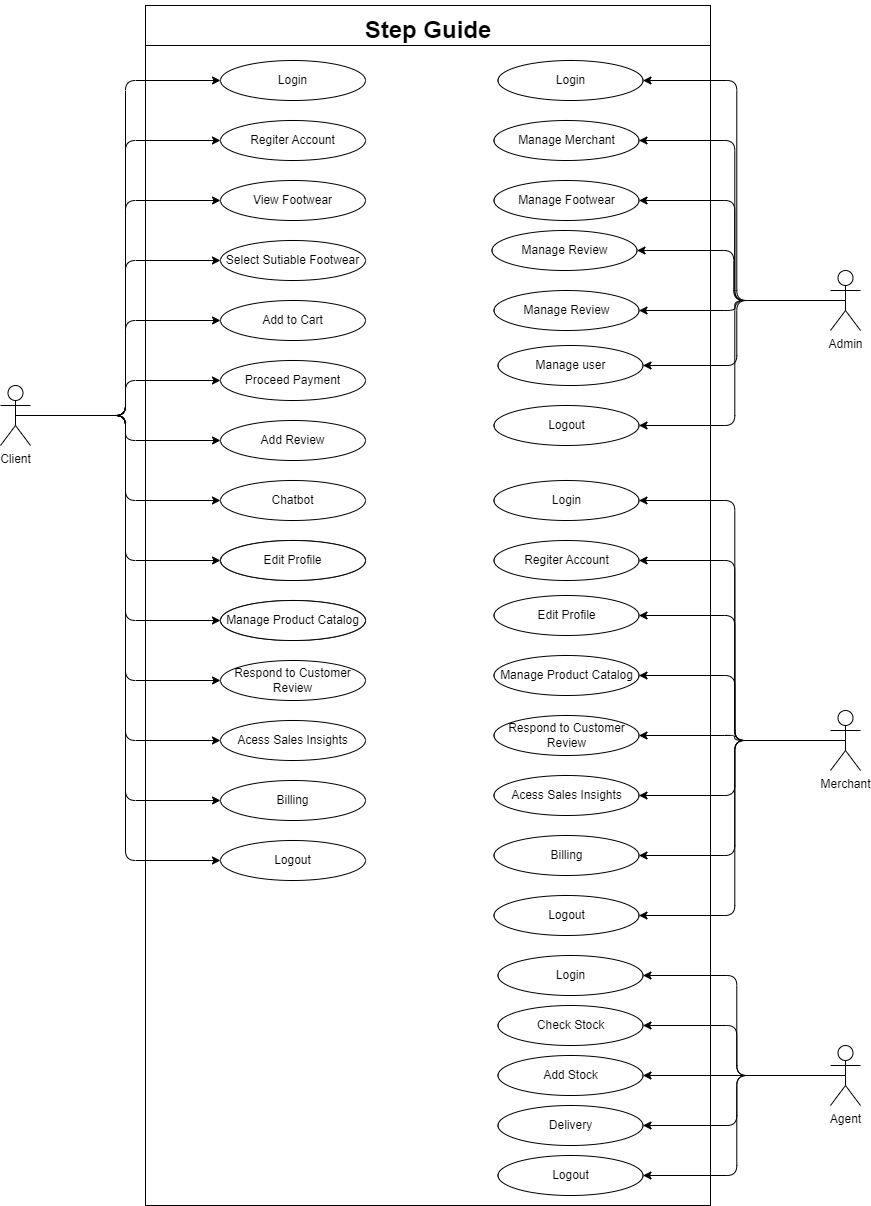 Step Guide
Client
Login
Regiter Account
View Footwear
Select Sutiable Footwear
Add to Cart
Proceed Payment
Add Review
Chatbot
Edit Profile
Manage Product Catalog
Respond to Customer
Review
Acess Sales Insights
Billing
Logout
Login
Manage Merchant
Manage Footwear
Manage Review
Manage Review
Manage user
Logout
Admin
Login
Regiter Account
Edit Profile
Manage Product Catalog
Respond to Customer
Review
Acess Sales Insights
Billing
Logout
Merchant
Login
Check Stock
Add Stock
Delivery
Logout
Agent